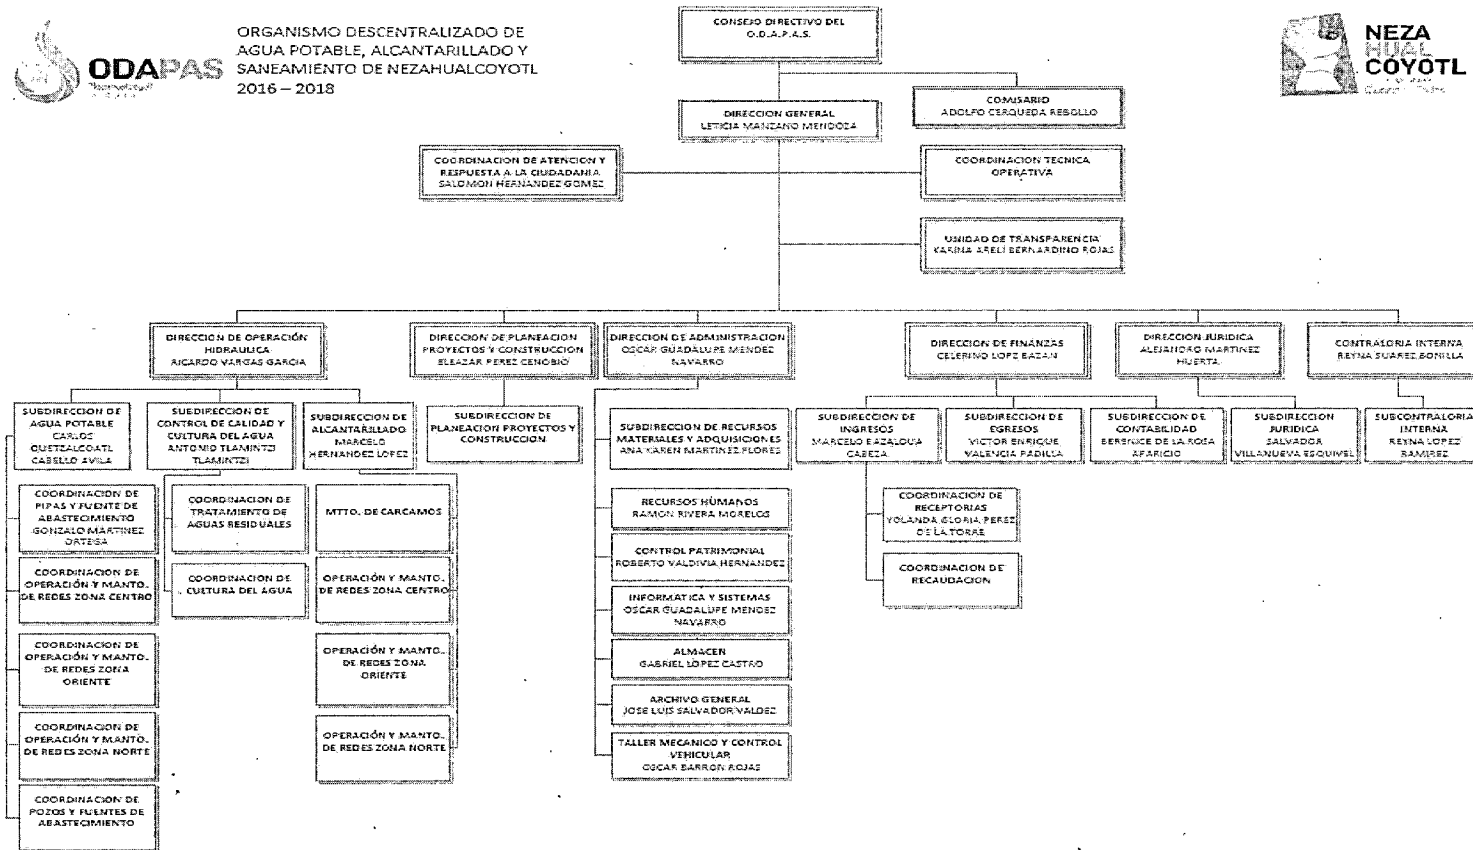 ODAPAS
ORGANISMO DESCENTRALIZADO DE
AGUA POTABLE, ALCANTARILLADO Y
SANEAMIENTO DE NEZAHUALCOYOTL
2016 – 2018
CONSEJO DIRECTIVO DEL
O.D.A.P.A.S.
NEZA
HUAL
COYOTL
DIRECCION GENERAL
LETICIA MANZANO MENDOZA
COMISARIO
ADOLFO CERQUEDA REBOLLO
COORDINACION DE ATENCION Y
RESPUESTA A LA CIUDADANIA
SALOMON HERNANDEZ GOMEZ
COORDINACION TECNICA
OPERATIVA
UNIDAD DE TRANSPARENCIA
KARINA ARELI BERNARDINO ROJAS
DIRECCION DE OPERACIÓN
HIDRAULICA
RICARDO VARGAS GARCIA
DIRECCION DE PLANEACION
PROYECTOS Y CONSTRUCCION
ELEAZAR PEREZ CENOBIO
DIRECCION DE ADMINISTRACION
OSCAR GUADALUPE MENDEZ
NAVARRO
DIRECCION DE FINANZAS
CELERINO LOPEZ BAZAN
DIRECCION JURIDICA
ALEJANDRO MARTINEZ
HUERTA
CONTRALORIA INTERNA
REYNA SUAREZ BONILLA
SUBDIRECCION DE
AGUA POTABLE
CARLOS
QUETZALCOATL
CABELLO AVILA
SUBDIRECCION DE
CONTROL DE CALIDAD Y
CULTURA DEL AGUA
ANTONIO TLAMINTZI
TLAMINTZI
SUBDIRECCION DE
ALCANTARILLADO
MARCELO
HERNANDEZ LOPEZ
SUBDIRECCION DE
PLANEACION PROYECTOS Y
CONSTRUCCION
SUBDIRECCION DE RECURSOS
MATERIALES Y ADQUISICIONES
ANA KAREN MARTINEZ FLORES
SUBDIRECCION DE
INGRESOS
MARCELO BAZALDUA
CABEZA
SUBDIRECCION DE
EGRESOS
VICTOR ENRIQUE
VALENCIA PADILLA
SUBDIRECCION DE
CONTABILIDAD
BERENICE DE LA ROSA
APARICIO
SUBDIRECCION
JURIDICA
SALVADOR
VILLANUEVA ESQUIVEL
SUBCONTRALORIA
INTERNA
REYNA LOPEZ
RAMIREZ
COORDINACION DE
PIPAS Y FUENTE DE
ABASTECIMIENTO
GONZALO MARTINEZ
ORTEGA
COORDINACION DE
TRATAMIENTO DE
AGUAS RESIDUALES
MTTO. DE CARCAMOS
RECURSOS HUMANOS
RAMON RIVERA MORELOS
COORDINACION DE
RECEPTORIAS
YOLANDA GLORIA PEREZ
DE LA TORRE
COORDINACION DE
OPERACIÓN Y MANTO.
DE REDES ZONA CENTRO
COORDINACION DE
CULTURA DEL AGUA
OPERACIÓN Y MANTO.
DE REDES ZONA CENTRO
CONTROL PATRIMONIAL
ROBERTO VALDIVIA HERNANDEZ
COORDINACION DE
RECAUDACION
INFORMATICA Y SISTEMAS
OSCAR GUADALUPE MENDEZ
NAVARRO
COORDINACION DE
OPERACIÓN Y MANTO.
DE REDES ZONA
ORIENTE
OPERACIÓN Y MANTO.
DE REDES ZONA
ORIENTE
ALMACEN
GABRIEL LÓPEZ CASTRO
ARCHIVO GENERAL
JOSE LUIS SALVADOR VALDEZ
COORDINACION DE
OPERACIÓN Y MANTO.
DE REDES ZONA NORTE
OPERACIÓN Y MANTO.
DE REDES ZONA NORTE
TALLER MECANICO Y CONTROL
VEHICULAR
OSCAR BARRON ROJAS
COORDINACION DE
POZOS Y FUENTES DE
ABASTECIMIENTO